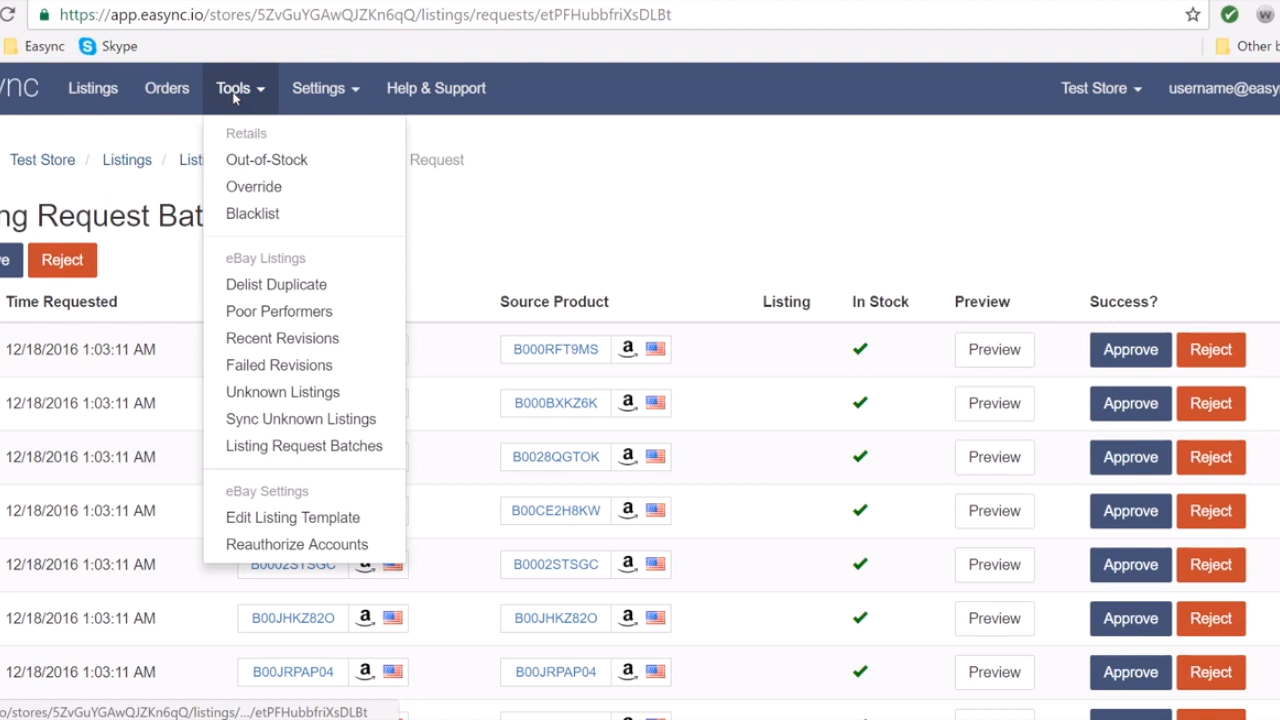 https://app.easync.io/stores/5ZvGuYGAwQJZKn6qQ/listings/requests/etPFHubbfriXsDLBt
Easync Skype Other b
nc Listings Orders Tools Settings Help & Support Test Store username@easy
Retails
Test Store / Listings / List Request
Out-of-Stock
Override
Blacklist
ng Request Bat
e Reject
eBay Listings
Delist Duplicate
Poor Performers
Recent Revisions
Failed Revisions
Unknown Listings
Sync Unknown Listings
Listing Request Batches
eBay Settings
Edit Listing Template
Reauthorize Accounts
Time Requested Source Product Listing In Stock Preview Success?
12/18/2016 1:03:11 AM B000RFT9MS a Preview Approve Reject
12/18/2016 1:03:11 AM B000BXKZ6K a Preview Approve Reject
12/18/2016 1:03:11 AM B0028QGTOK a Preview Approve Reject
12/18/2016 1:03:11 AM B00CE2H8KW a Preview Approve Reject
12/18/2016 1:03:11 AM B0002STSGC a B0002STSGC a Preview Approve Reject
12/18/2016 1:03:11 AM B00JHKZ82O a B00JHKZ82O a Preview Approve Reject
12/18/2016 1:03:11 AM B00JRPAP04 a B00JRPAP04 a Preview Approve Reject
o/stores/5ZvGuYGAwQJZKn6qQ/listings/.../etPFHubbfriXsDLBt